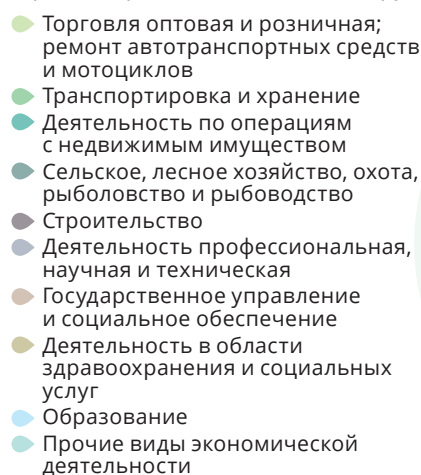 Торговля оптовая и розничная;
ремонт автотранспортных средств
и мотоциклов
Транспортировка и хранение
Деятельность по операциям
с недвижимым имуществом
Сельское, лесное хозяйство, охота,
рыболовство и рыбоводство
Строительство
Деятельность профессиональная,
научная и техническая
Государственное управление
и социальное обеспечение
Деятельность в области
здравоохранения и социальных
услуг
Образование
Прочие виды экономической
деятельности